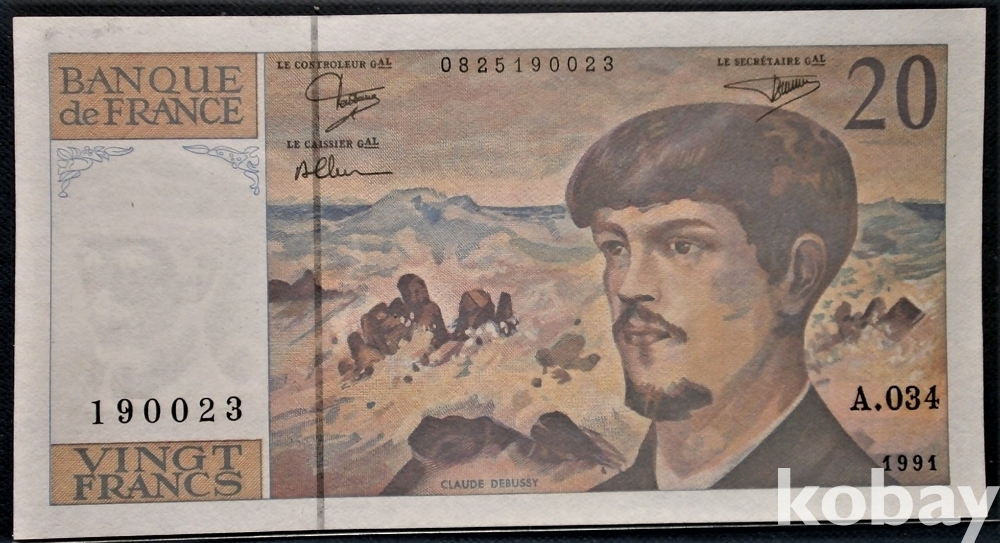 BANQUE
de FRANCE
LE CONTROLEUR GAL
0825190023
LE SECRÉTAIRE GAL
20
LE CAISSIER GAL
190023
A.034
VINGT
FRANCS
CLAUDE DEBUSSY
1991
kobay